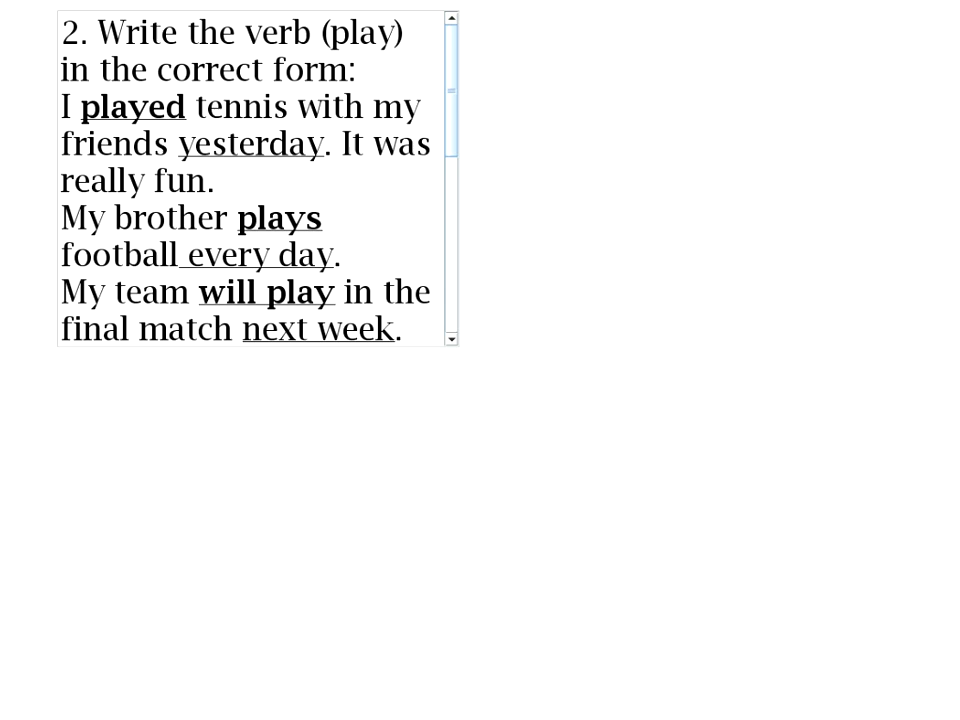 2. Write the verb (play)
in the correct form:
I played tennis with my
friends yesterday. It was
really fun.
My brother plays
football every day.
My team will play in the
final match next week.